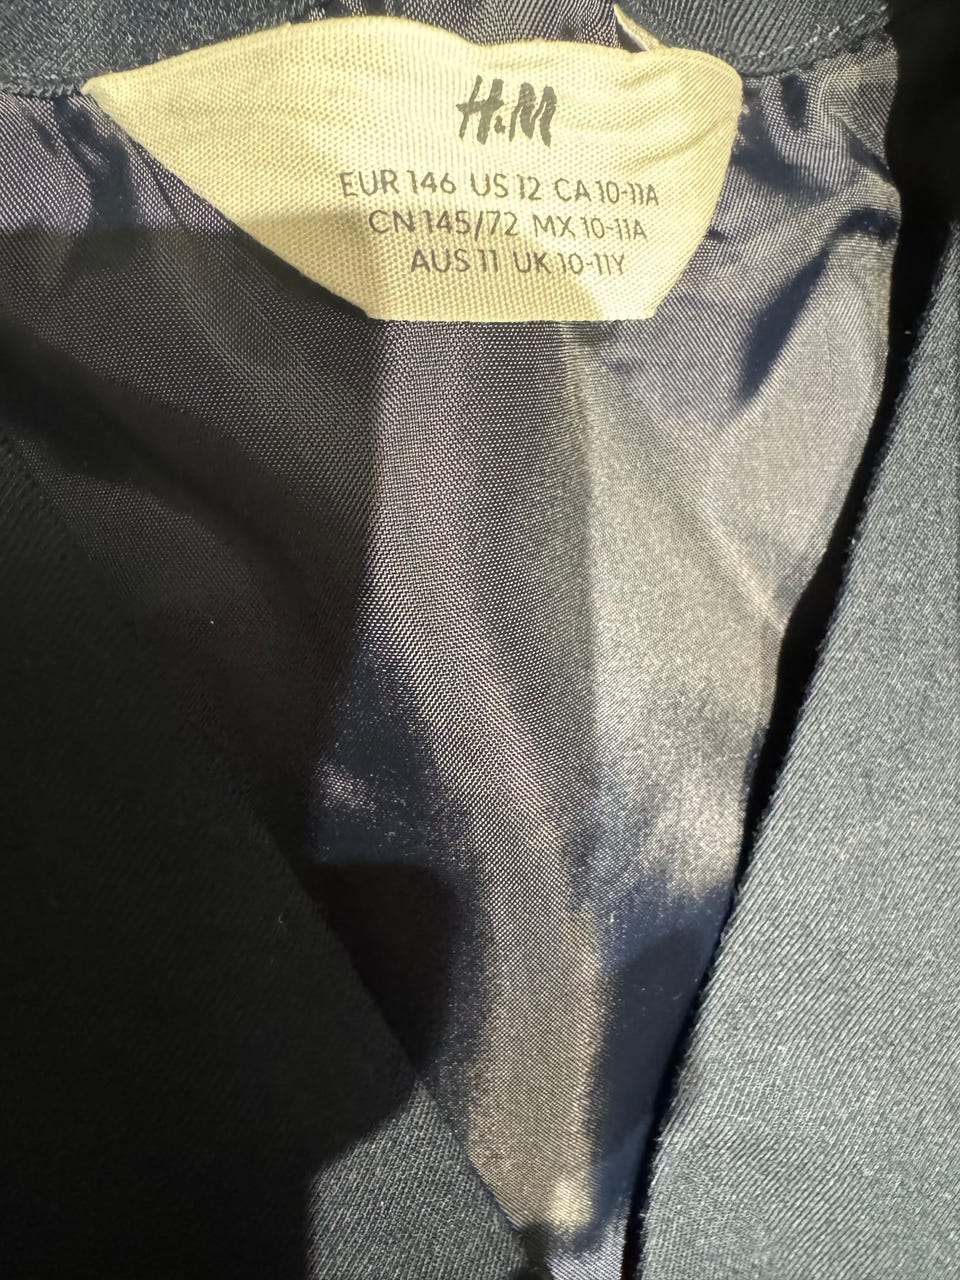 H&M
EUR 146 US 12 CA 10-11A
CN 145/72 MX 10-11A
AUS 11 UK 10-11Y